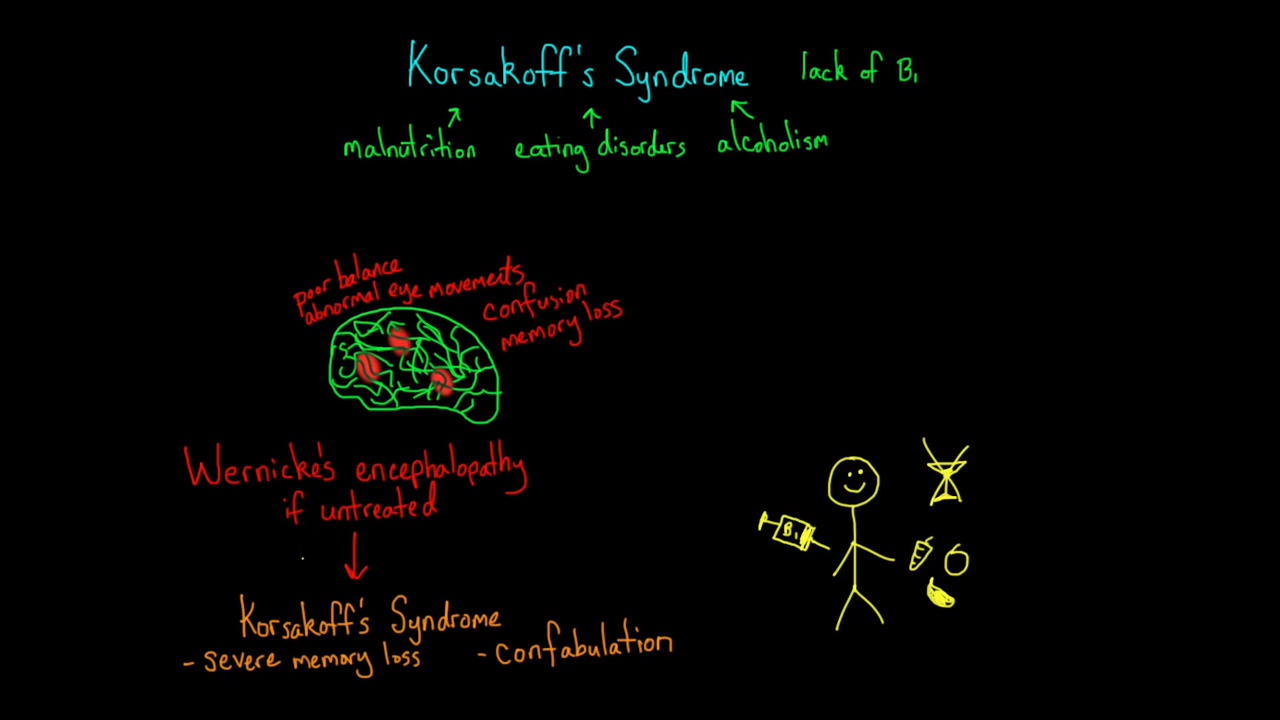 Korsakoff's Syndrome lack of B1
malnutrition eating disorders alcoholism
poor balance
abnormal eye movements
confusion
memory loss
Wernicke's encephalopathy
if untreated
B1
Korsakoff's Syndrome
- severe memory loss - confabulation